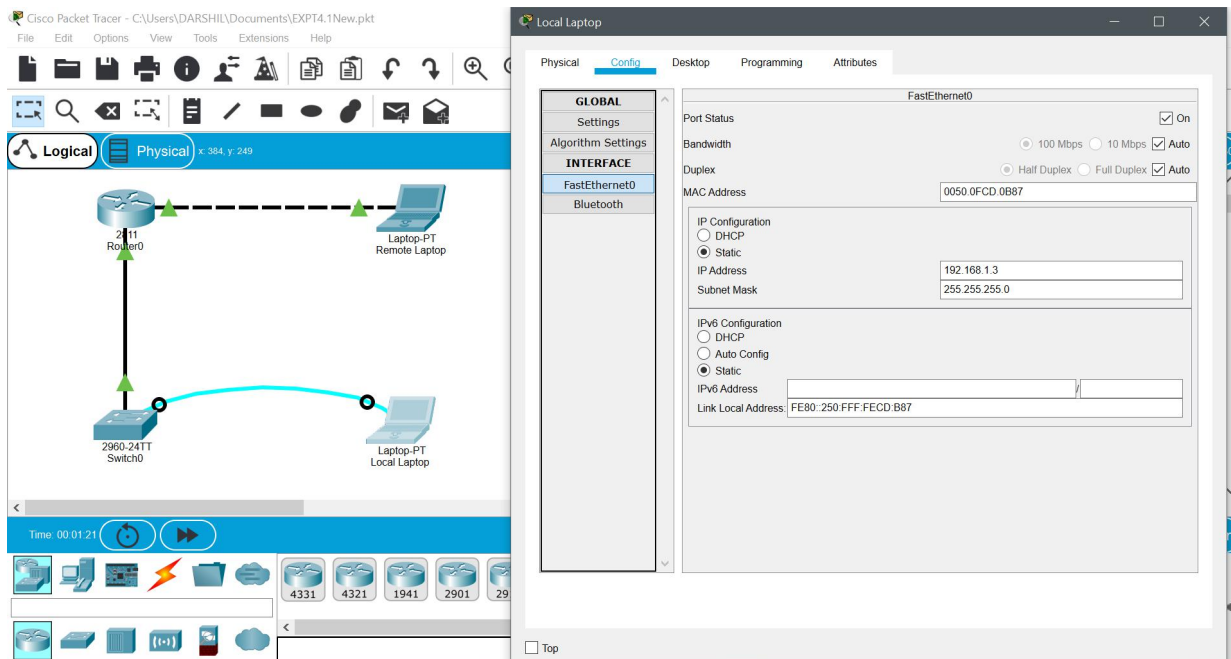 Cisco Packet Tracer - C:\Users\DARSHIL\Documents\EXPT4.1New.pkt
File Edit Options View Tools Extensions Help
Logical
Physical
x: 384, y: 249
2811
Router0
Laptop-PT
Remote Laptop
2960-24TT
Switch0
Laptop-PT
Local Laptop
Time: 00:01:21
4331
4321
1941
2901
29
Local Laptop
Physical Config Desktop Programming Attributes
GLOBAL
Settings
Algorithm Settings
INTERFACE
FastEthernet0
Bluetooth
FastEthernet0
Port Status On
Bandwidth 100 Mbps 10 Mbps Auto
Duplex Half Duplex Full Duplex Auto
MAC Address 0050.0FCD.0B87
IP Configuration
DHCP
Static
IP Address 192.168.1.3
Subnet Mask 255.255.255.0
IPv6 Configuration
DHCP
Auto Config
Static
IPv6 Address /
Link Local Address: FE80::250:FFF:FECD:B87
Top